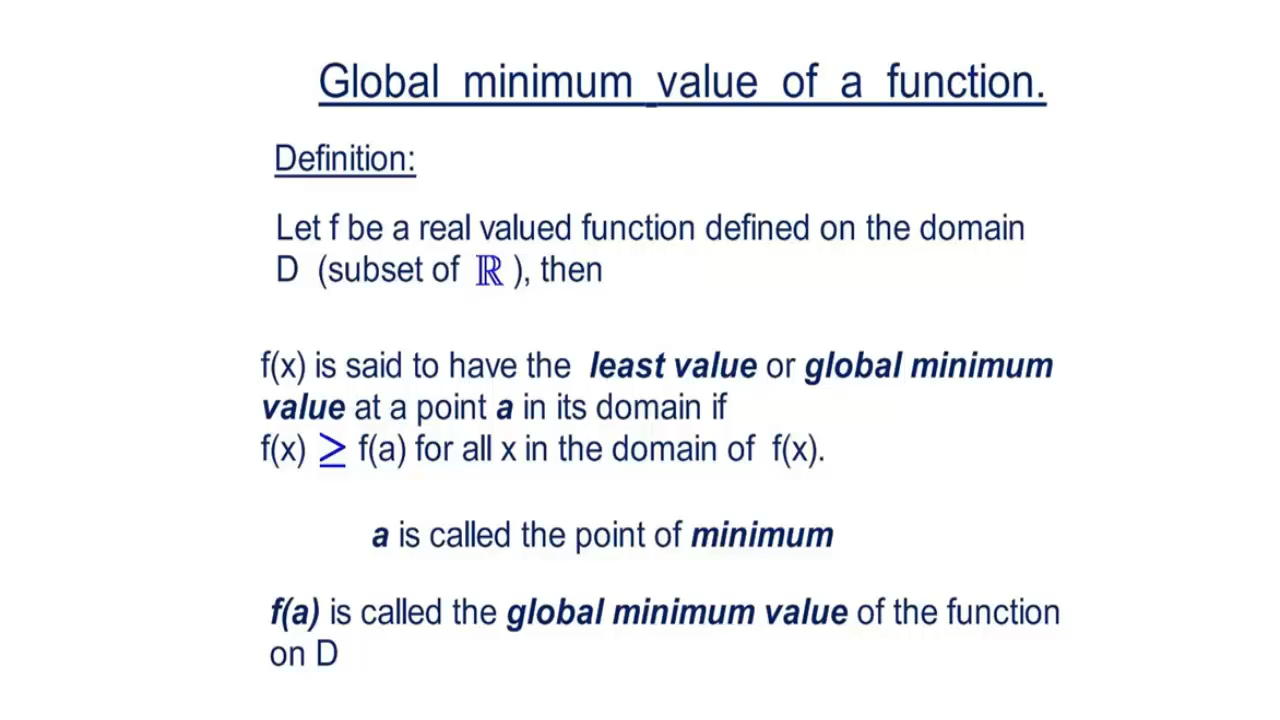 Global minimum value of a function.
Definition:
Let f be a real valued function defined on the domain
D (subset of ℝ ), then
f(x) is said to have the least value or global minimum
value at a point a in its domain if
f(x) ≥ f(a) for all x in the domain of f(x).
a is called the point of minimum
f(a) is called the global minimum value of the function
on D